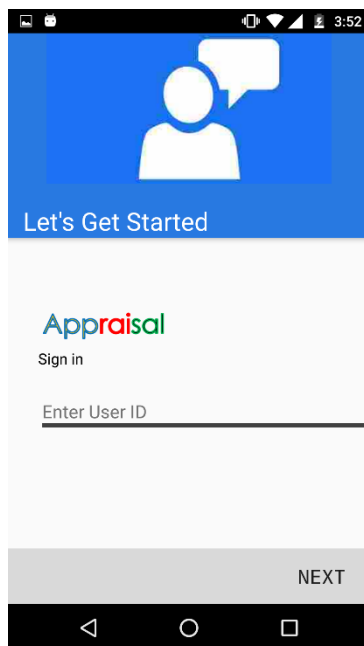 3:52
Let's Get Started
Appraisal
Sign in
Enter User ID
NEXT